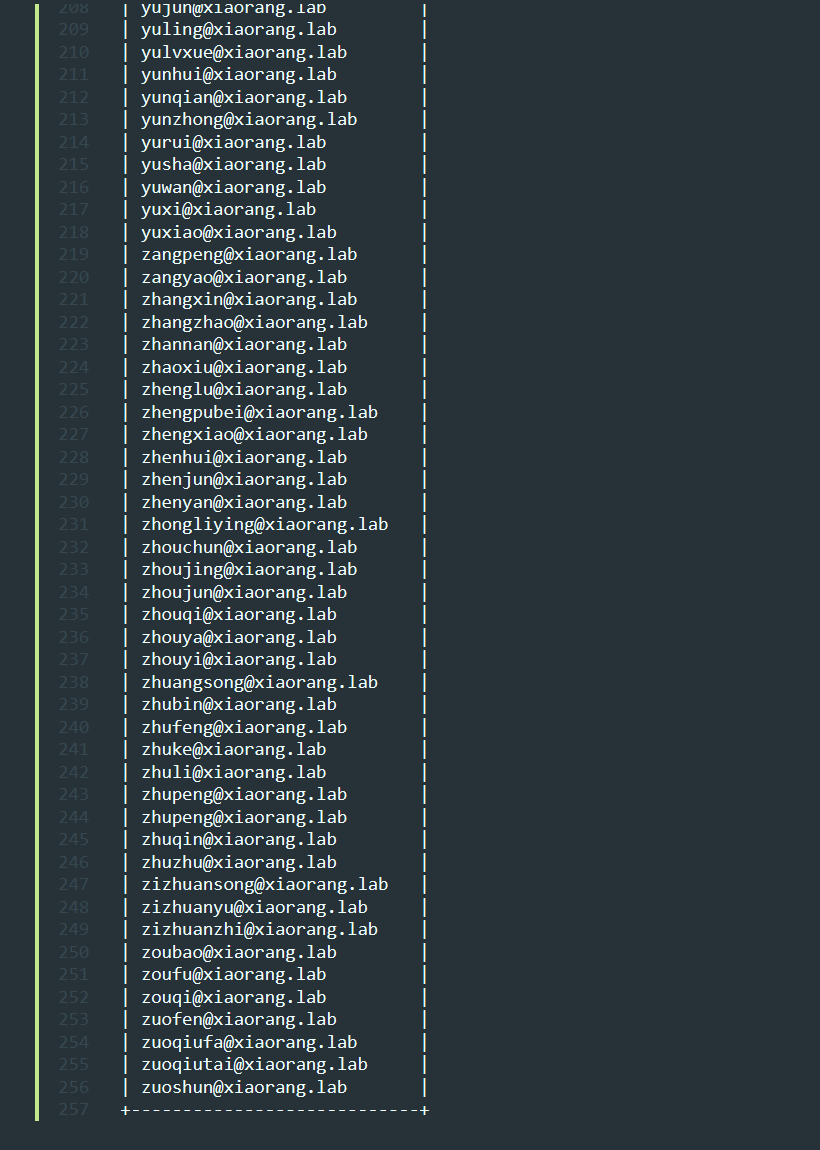 208 | yujun@xiaorang.lab |
209 | yuling@xiaorang.lab |
210 | yulvxue@xiaorang.lab |
211 | yunhui@xiaorang.lab |
212 | yunqian@xiaorang.lab |
213 | yunzhong@xiaorang.lab |
214 | yurui@xiaorang.lab |
215 | yusha@xiaorang.lab |
216 | yuwan@xiaorang.lab |
217 | yuxi@xiaorang.lab |
218 | yuxiao@xiaorang.lab |
219 | zangpeng@xiaorang.lab |
220 | zangyao@xiaorang.lab |
221 | zhangxin@xiaorang.lab |
222 | zhangzhao@xiaorang.lab |
223 | zhannan@xiaorang.lab |
224 | zhaoxiu@xiaorang.lab |
225 | zhenglu@xiaorang.lab |
226 | zhengpubei@xiaorang.lab |
227 | zhengxiao@xiaorang.lab |
228 | zhenhui@xiaorang.lab |
229 | zhenjun@xiaorang.lab |
230 | zhenyan@xiaorang.lab |
231 | zhongliying@xiaorang.lab |
232 | zhouchun@xiaorang.lab |
233 | zhoujing@xiaorang.lab |
234 | zhoujun@xiaorang.lab |
235 | zhouqi@xiaorang.lab |
236 | zhouya@xiaorang.lab |
237 | zhouyi@xiaorang.lab |
238 | zhuangsong@xiaorang.lab |
239 | zhubin@xiaorang.lab |
240 | zhufeng@xiaorang.lab |
241 | zhuke@xiaorang.lab |
242 | zhuli@xiaorang.lab |
243 | zhupeng@xiaorang.lab |
244 | zhupeng@xiaorang.lab |
245 | zhuqin@xiaorang.lab |
246 | zhuzhu@xiaorang.lab |
247 | zizhuansong@xiaorang.lab |
248 | zizhuanyu@xiaorang.lab |
249 | zizhuanzhi@xiaorang.lab |
250 | zoubao@xiaorang.lab |
251 | zoufu@xiaorang.lab |
252 | zouqi@xiaorang.lab |
253 | zuofen@xiaorang.lab |
254 | zuoqiufa@xiaorang.lab |
255 | zuoqiutai@xiaorang.lab |
256 | zuoshun@xiaorang.lab |
257 +----------------------------+